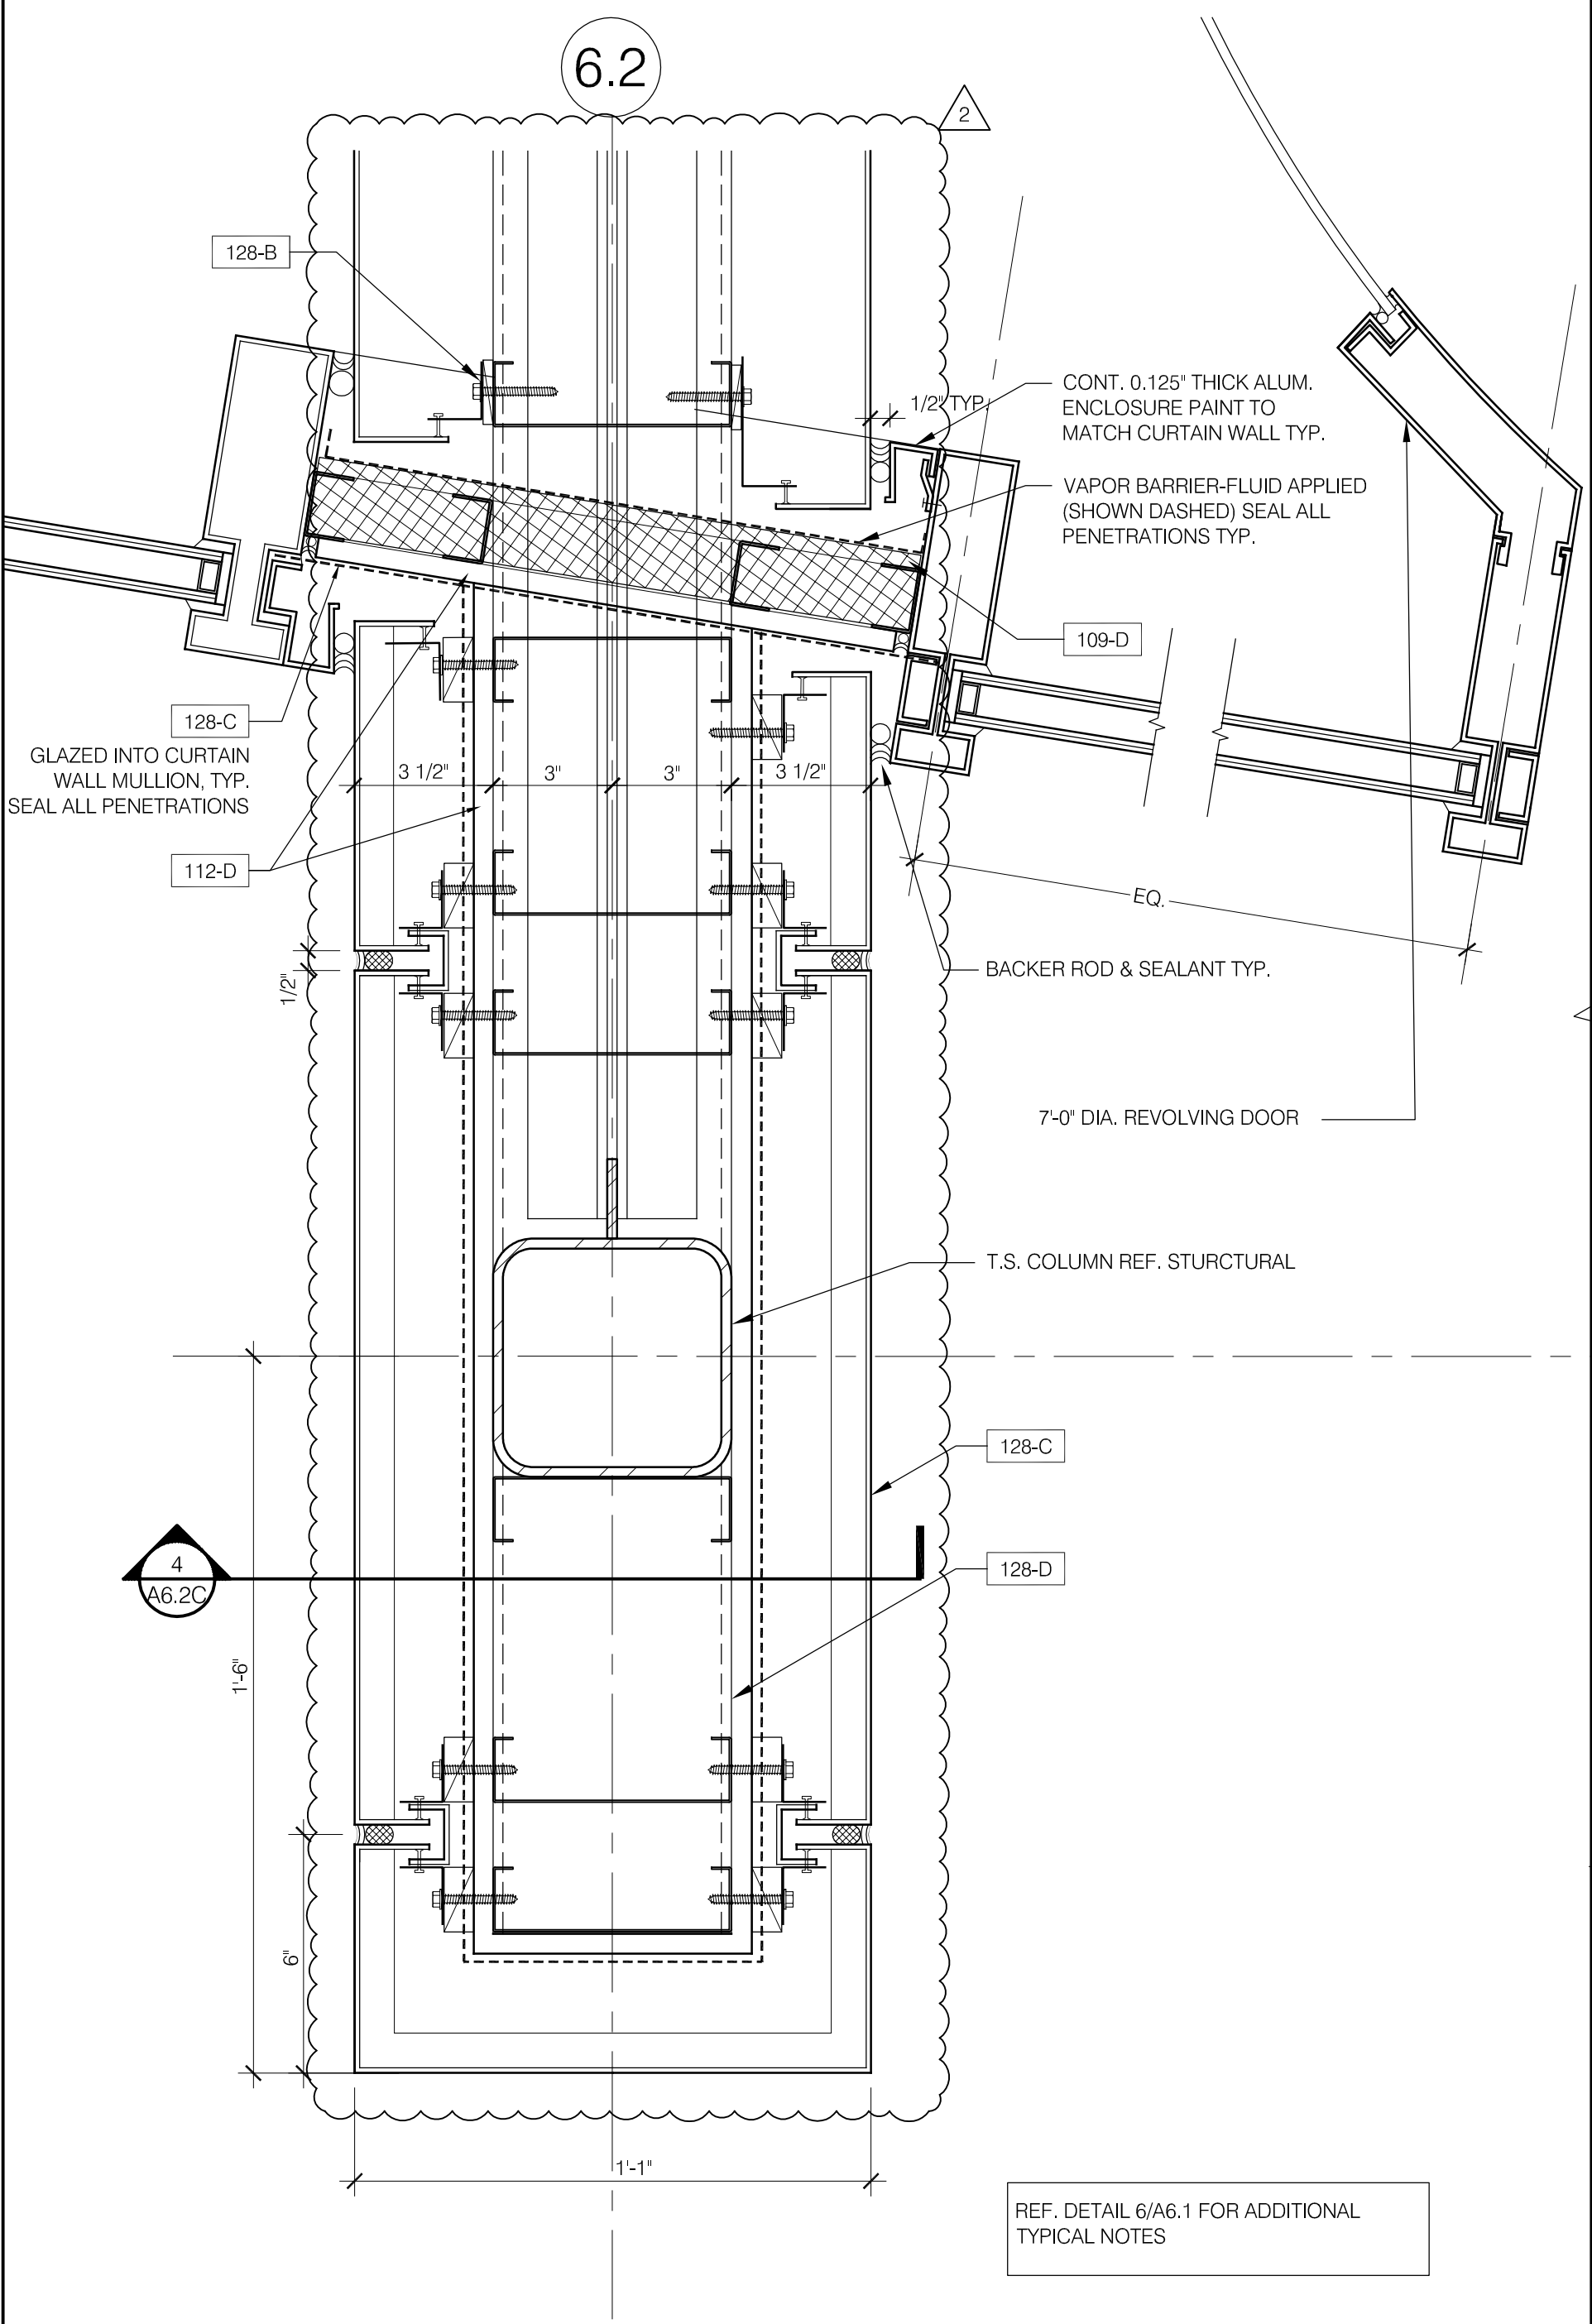 6.2
2
128-B
CONT. 0.125" THICK ALUM.
ENCLOSURE PAINT TO
MATCH CURTAIN WALL TYP.
1/2" TYP.
VAPOR BARRIER-FLUID APPLIED
(SHOWN DASHED) SEAL ALL
PENETRATIONS TYP.
109-D
128-C
GLAZED INTO CURTAIN
WALL MULLION, TYP.
SEAL ALL PENETRATIONS
3 1/2"
3"
3"
3 1/2"
112-D
EQ.
BACKER ROD & SEALANT TYP.
1/2"
7'-0" DIA. REVOLVING DOOR
T.S. COLUMN REF. STURCTURAL
128-C
4
A6.2C
128-D
1'-6"
6"
1'-1"
REF. DETAIL 6/A6.1 FOR ADDITIONAL
TYPICAL NOTES